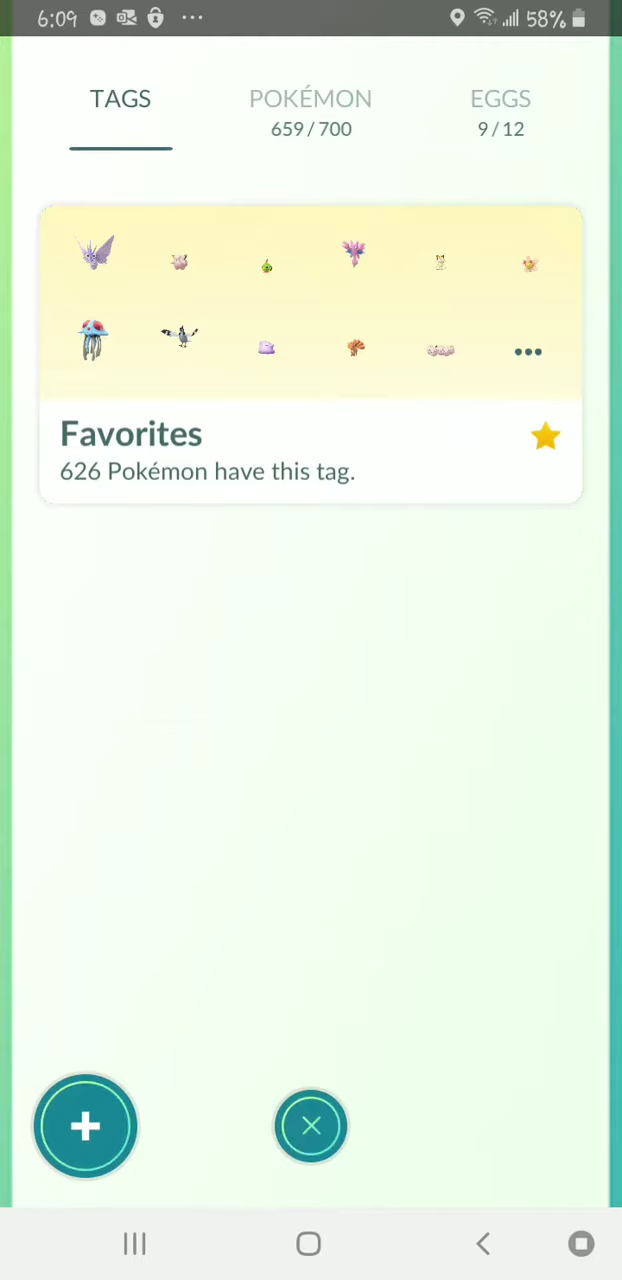 6:09 58%
TAGS POKÉMON EGGS
659 / 700 9 / 12
Favorites
626 Pokémon have this tag.